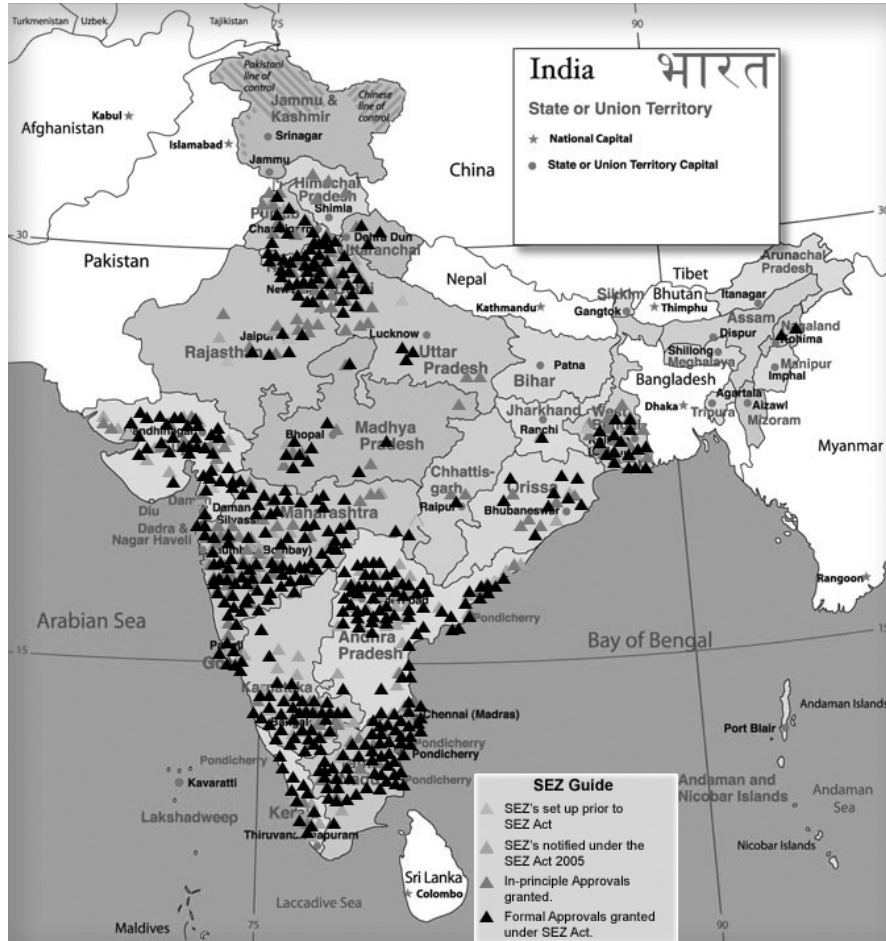 75
90
Turkmenistan
Uzbek.
Tajikistan
India भारत
State or Union Territory
National Capital
State or Union Territory Capital
Pakistani
line of
control
Chinese
line of
control
Jammu &
Kashmir
Kabul
Afghanistan
Islamabad
Srinagar
Jammu
China
Himachal
Pradesh
Shimla
30
30
Dehra Dun
Uttaranchal
Pakistan
Nepal
Tibet
Arunachal
Pradesh
Sikkim
Bhutan
Itanagar
Kathmandu
Gangtok
Thimphu
Assam
Dispur
Nagaland
Kohima
Jaipur
Rajasthan
Lucknow
Uttar
Pradesh
Patna
Bihar
Shillong
Meghalaya
Manipur
Imphal
Bangladesh
Agartala
Aizawl
Dhaka
Tripura
Mizoram
Jharkhand
Ranchi
West
Bhopal
Madhya
Pradesh
Myanmar
Chhattis-
garh
Raipur
Orissa
Bhubaneswar
Diu
Daman
Daman
Silvassa
Dadra &
Nagar Haveli
Maharashtra
(Bombay)
Rangoon
Arabian Sea
Pondicherry
Bay of Bengal
15
15
Andhra
Pradesh
Karnataka
Chennai (Madras)
Andaman Islands
Port Blair
Pondicherry
Pondicherry
Pondicherry
Pondicherry
Kavaratti
Lakshadweep
Andaman and
Nicobar Islands
Andaman
Sea
Nicobar Islands
Sri Lanka
Colombo
Laccadive Sea
Maldives
75
90
SEZ Guide
SEZ's set up prior to
SEZ Act
SEZ's notified under the
SEZ Act 2005
In-principle Approvals
granted.
Formal Approvals granted
under SEZ Act.